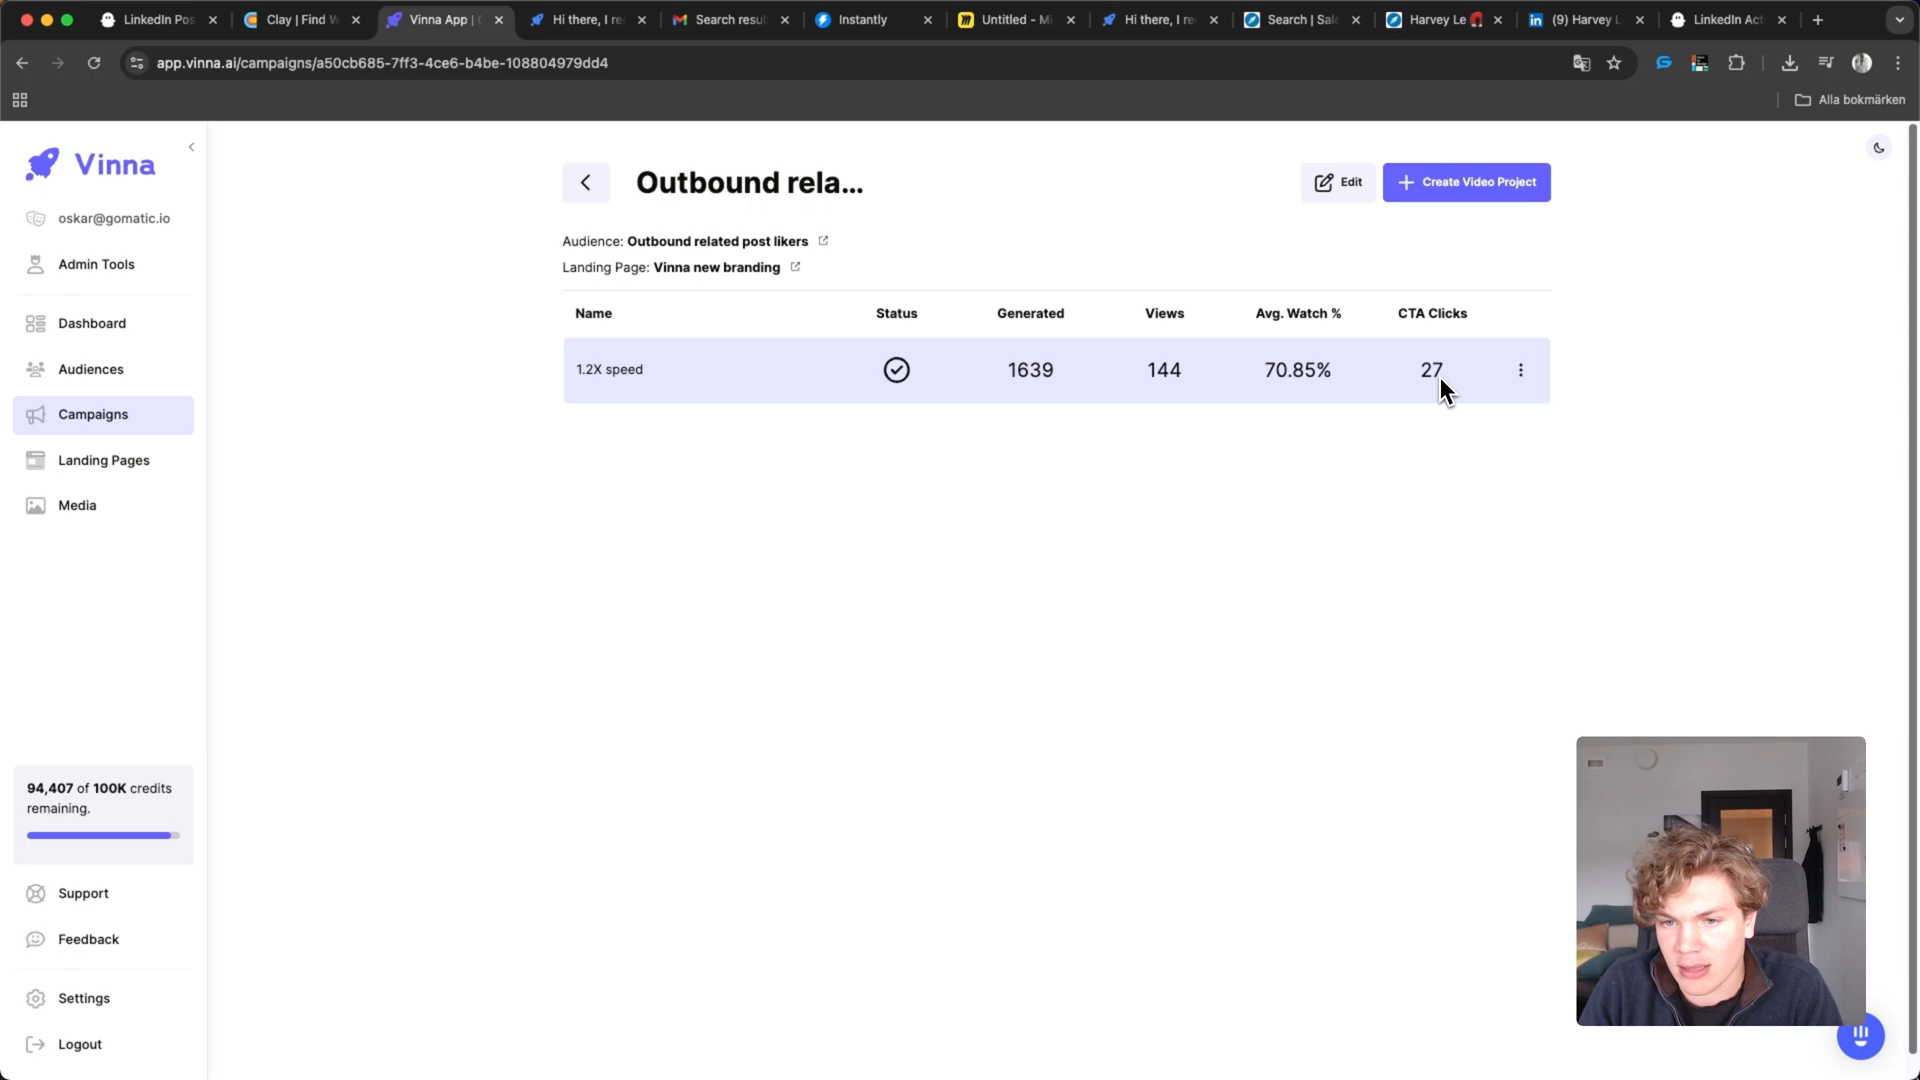 LinkedIn Pos
Clay | Find W
Vinna App |
Hi there, I re
Search resul
Instantly
Untitled - Mi
Hi there, I re
Search | Sale
Harvey Le
(9) Harvey L
LinkedIn Act
app.vinna.ai/campaigns/a50cb685-7ff3-4ce6-b4be-108804979dd4
Alla bokmärken
Vinna
oskar@gomatic.io
Admin Tools
Dashboard
Audiences
Campaigns
Landing Pages
Media
94,407 of 100K credits
remaining.
Support
Feedback
Settings
Logout
Outbound rela...
Edit
Create Video Project
Audience: Outbound related post likers
Landing Page: Vinna new branding
Name Status Generated Views Avg. Watch % CTA Clicks
1.2X speed 1639 144 70.85% 27